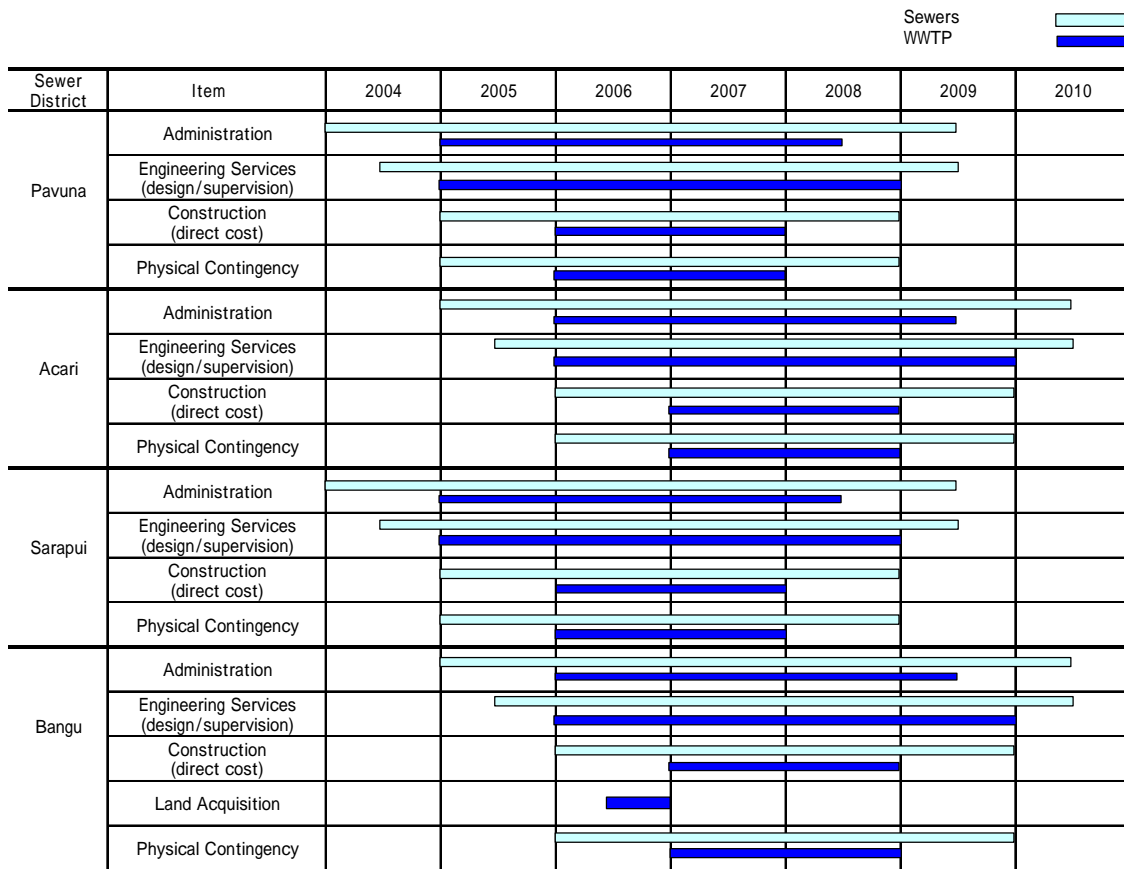 Sewers
WWTP
Sewer District Item 2004 2005 2006 2007 2008 2009 2010
Pavuna
Administration
Engineering Services
(design/supervision)
Construction
(direct cost)
Physical Contingency
Acari
Administration
Engineering Services
(design/supervision)
Construction
(direct cost)
Physical Contingency
Sarapui
Administration
Engineering Services
(design/supervision)
Construction
(direct cost)
Physical Contingency
Bangu
Administration
Engineering Services
(design/supervision)
Construction
(direct cost)
Land Acquisition
Physical Contingency